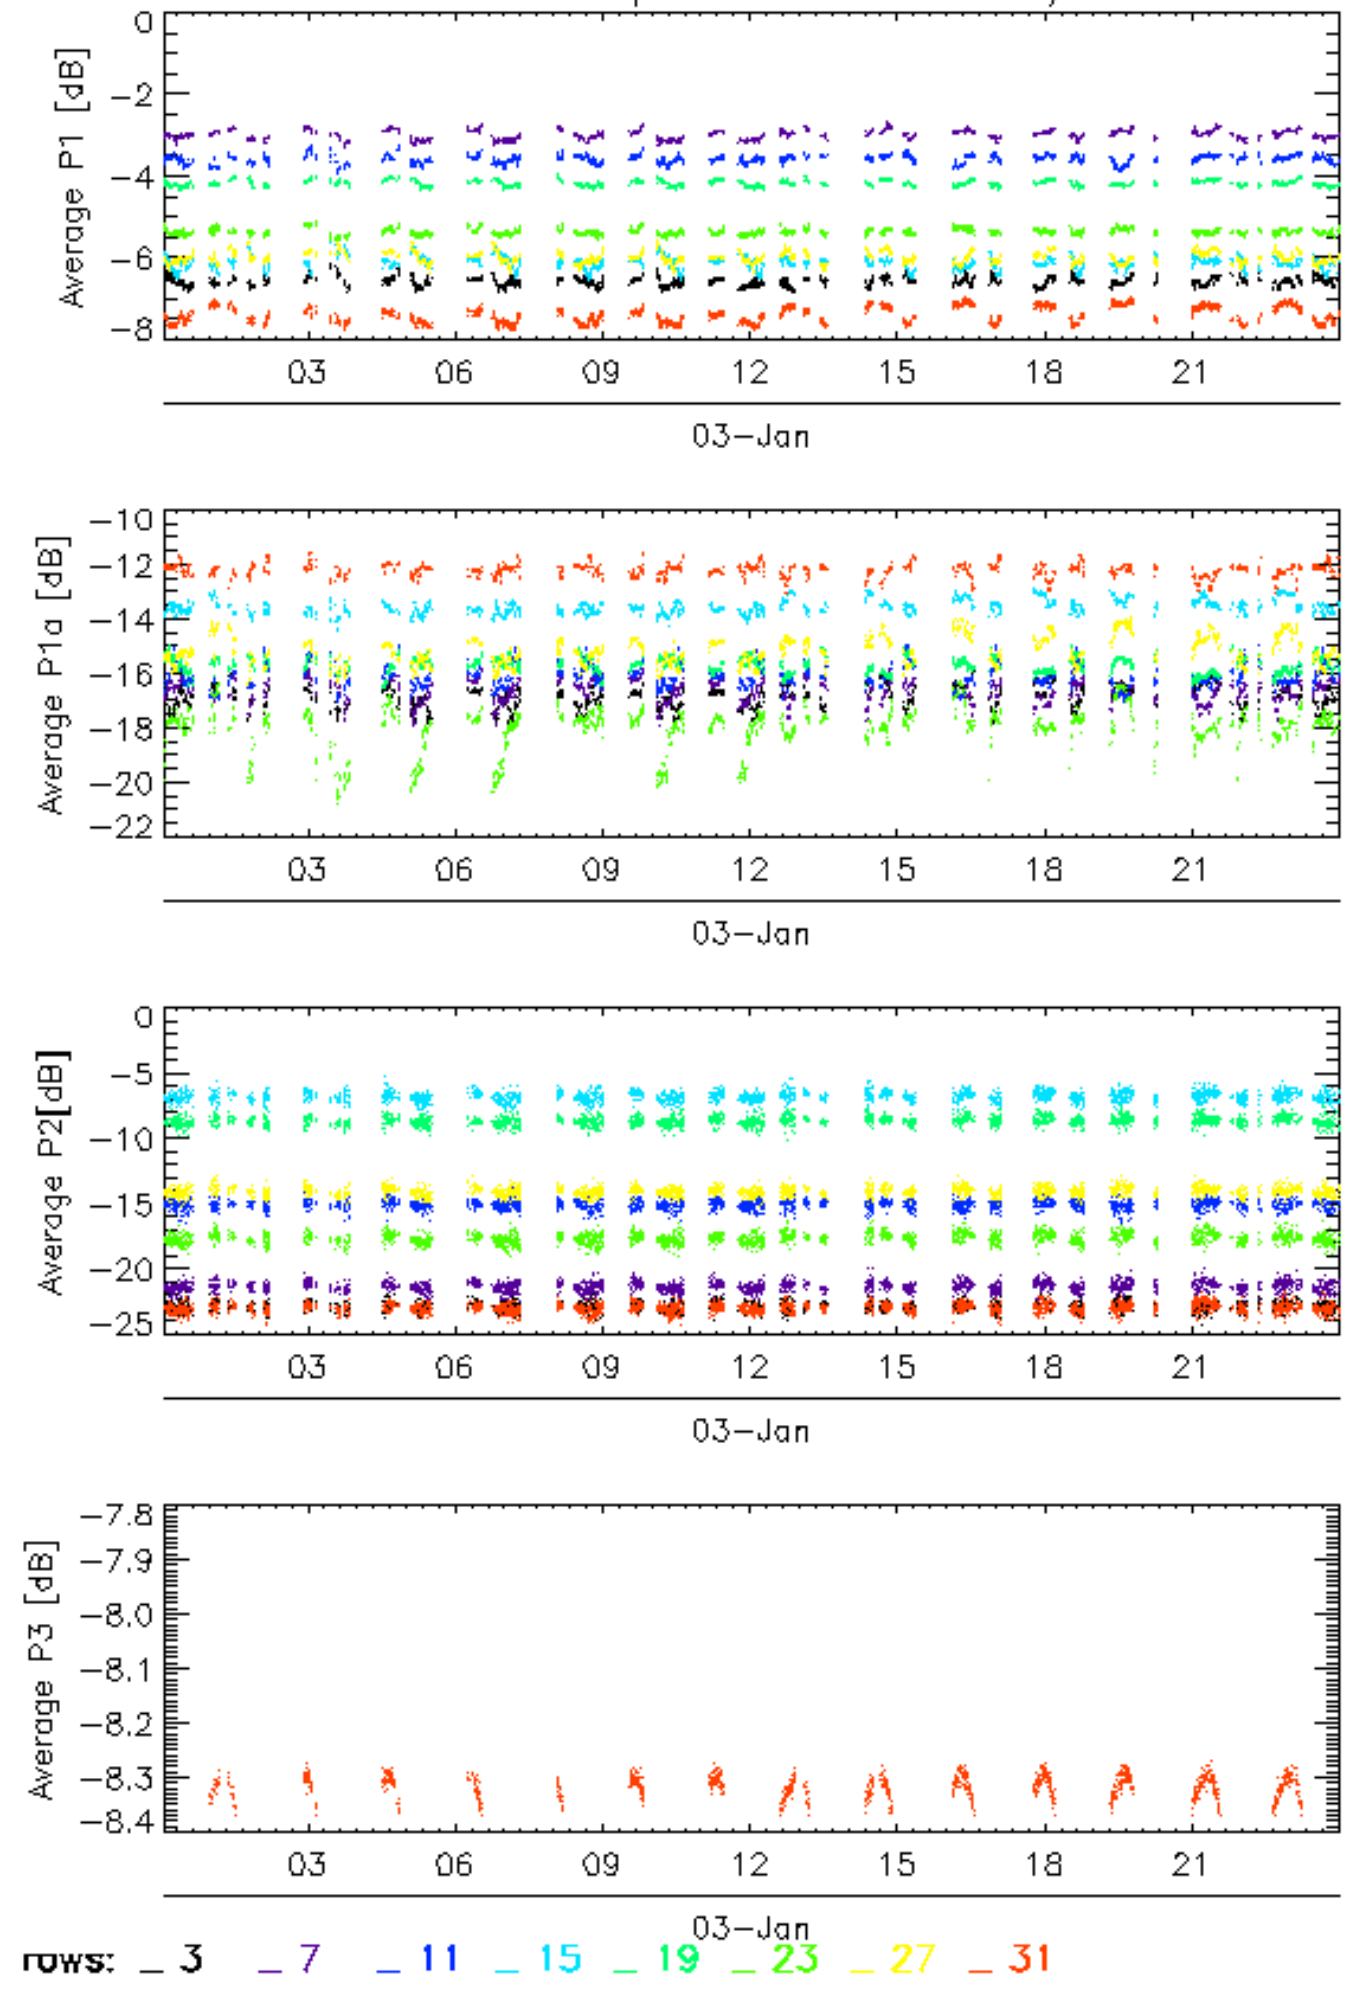 0
-2
-4
-6
-8
Average P1 [dB]
03 06 09 12 15 18 21
03-Jan
-10
-12
-14
-16
-18
-20
-22
Average P1a [dB]
03 06 09 12 15 18 21
03-Jan
0
-5
-10
-15
-20
-25
Average P2[dB]
03 06 09 12 15 18 21
03-Jan
-7.8
-7.9
-8.0
-8.1
-8.2
-8.3
-8.4
Average P3 [dB]
03 06 09 12 15 18 21
03-Jan
rows: _ 3 _ 7 _ 11 _ 15 _ 19 _ 23 _ 27 _ 31